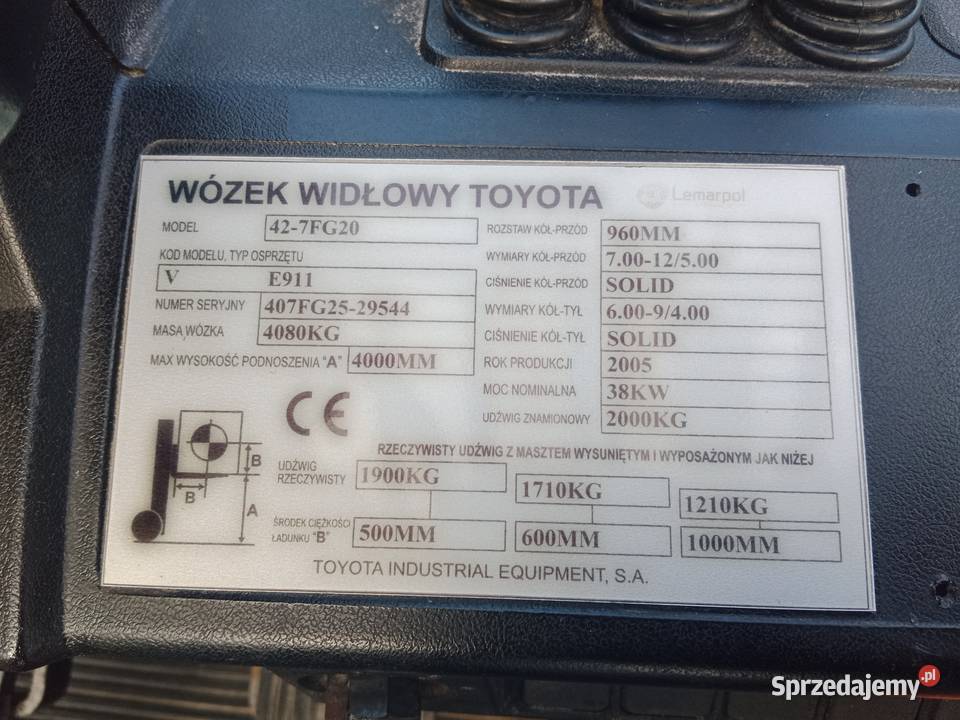 WÓZEK WIDŁOWY TOYOTA Lemarpol
MODEL 42-7FG20
KOD MODELU, TYP OSPRZĘTU
V E911
NUMER SERYJNY 407FG25-29544
MASA WÓZKA 4080KG
MAX WYSOKOŚĆ PODNOSZENIA "A" 4000MM
ROZSTAW KÓŁ-PRZÓD 960MM
WYMIARY KÓŁ-PRZÓD 7.00-12/5.00
CIŚNIENIE KÓŁ-PRZÓD SOLID
WYMIARY KÓŁ-TYŁ 6.00-9/4.00
CIŚNIENIE KÓŁ-TYŁ SOLID
ROK PRODUKCJI 2005
MOC NOMINALNA 38KW
UDŹWIG ZNAMIONOWY 2000KG
CE
RZECZYWISTY UDŹWIG Z MASZTEM WYSUNIĘTYM I WYPOSAŻONYM JAK NIŻEJ
B
B
A
UDŹWIG
RZECZYWISTY 1900KG 1710KG 1210KG
ŚRODEK CIĘŻKOŚCI
ŁADUNKU "B" 500MM 600MM 1000MM
TOYOTA INDUSTRIAL EQUIPMENT, S.A.
Sprzedajemy.pl